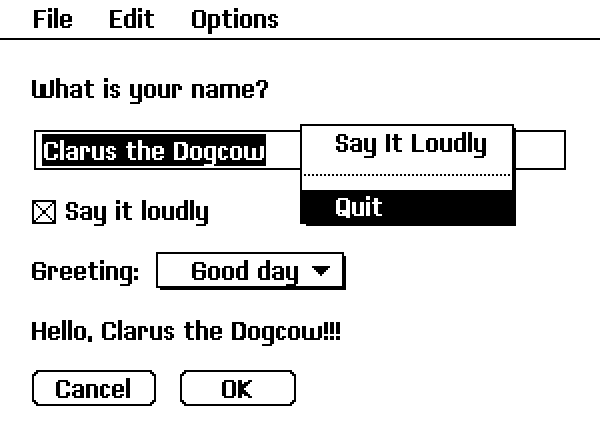 File Edit Options
What is your name?
Clarus the Dogcow
Say It Loudly
Quit
Say it loudly
Greeting: Good day
Hello, Clarus the Dogcow!!!
Cancel OK